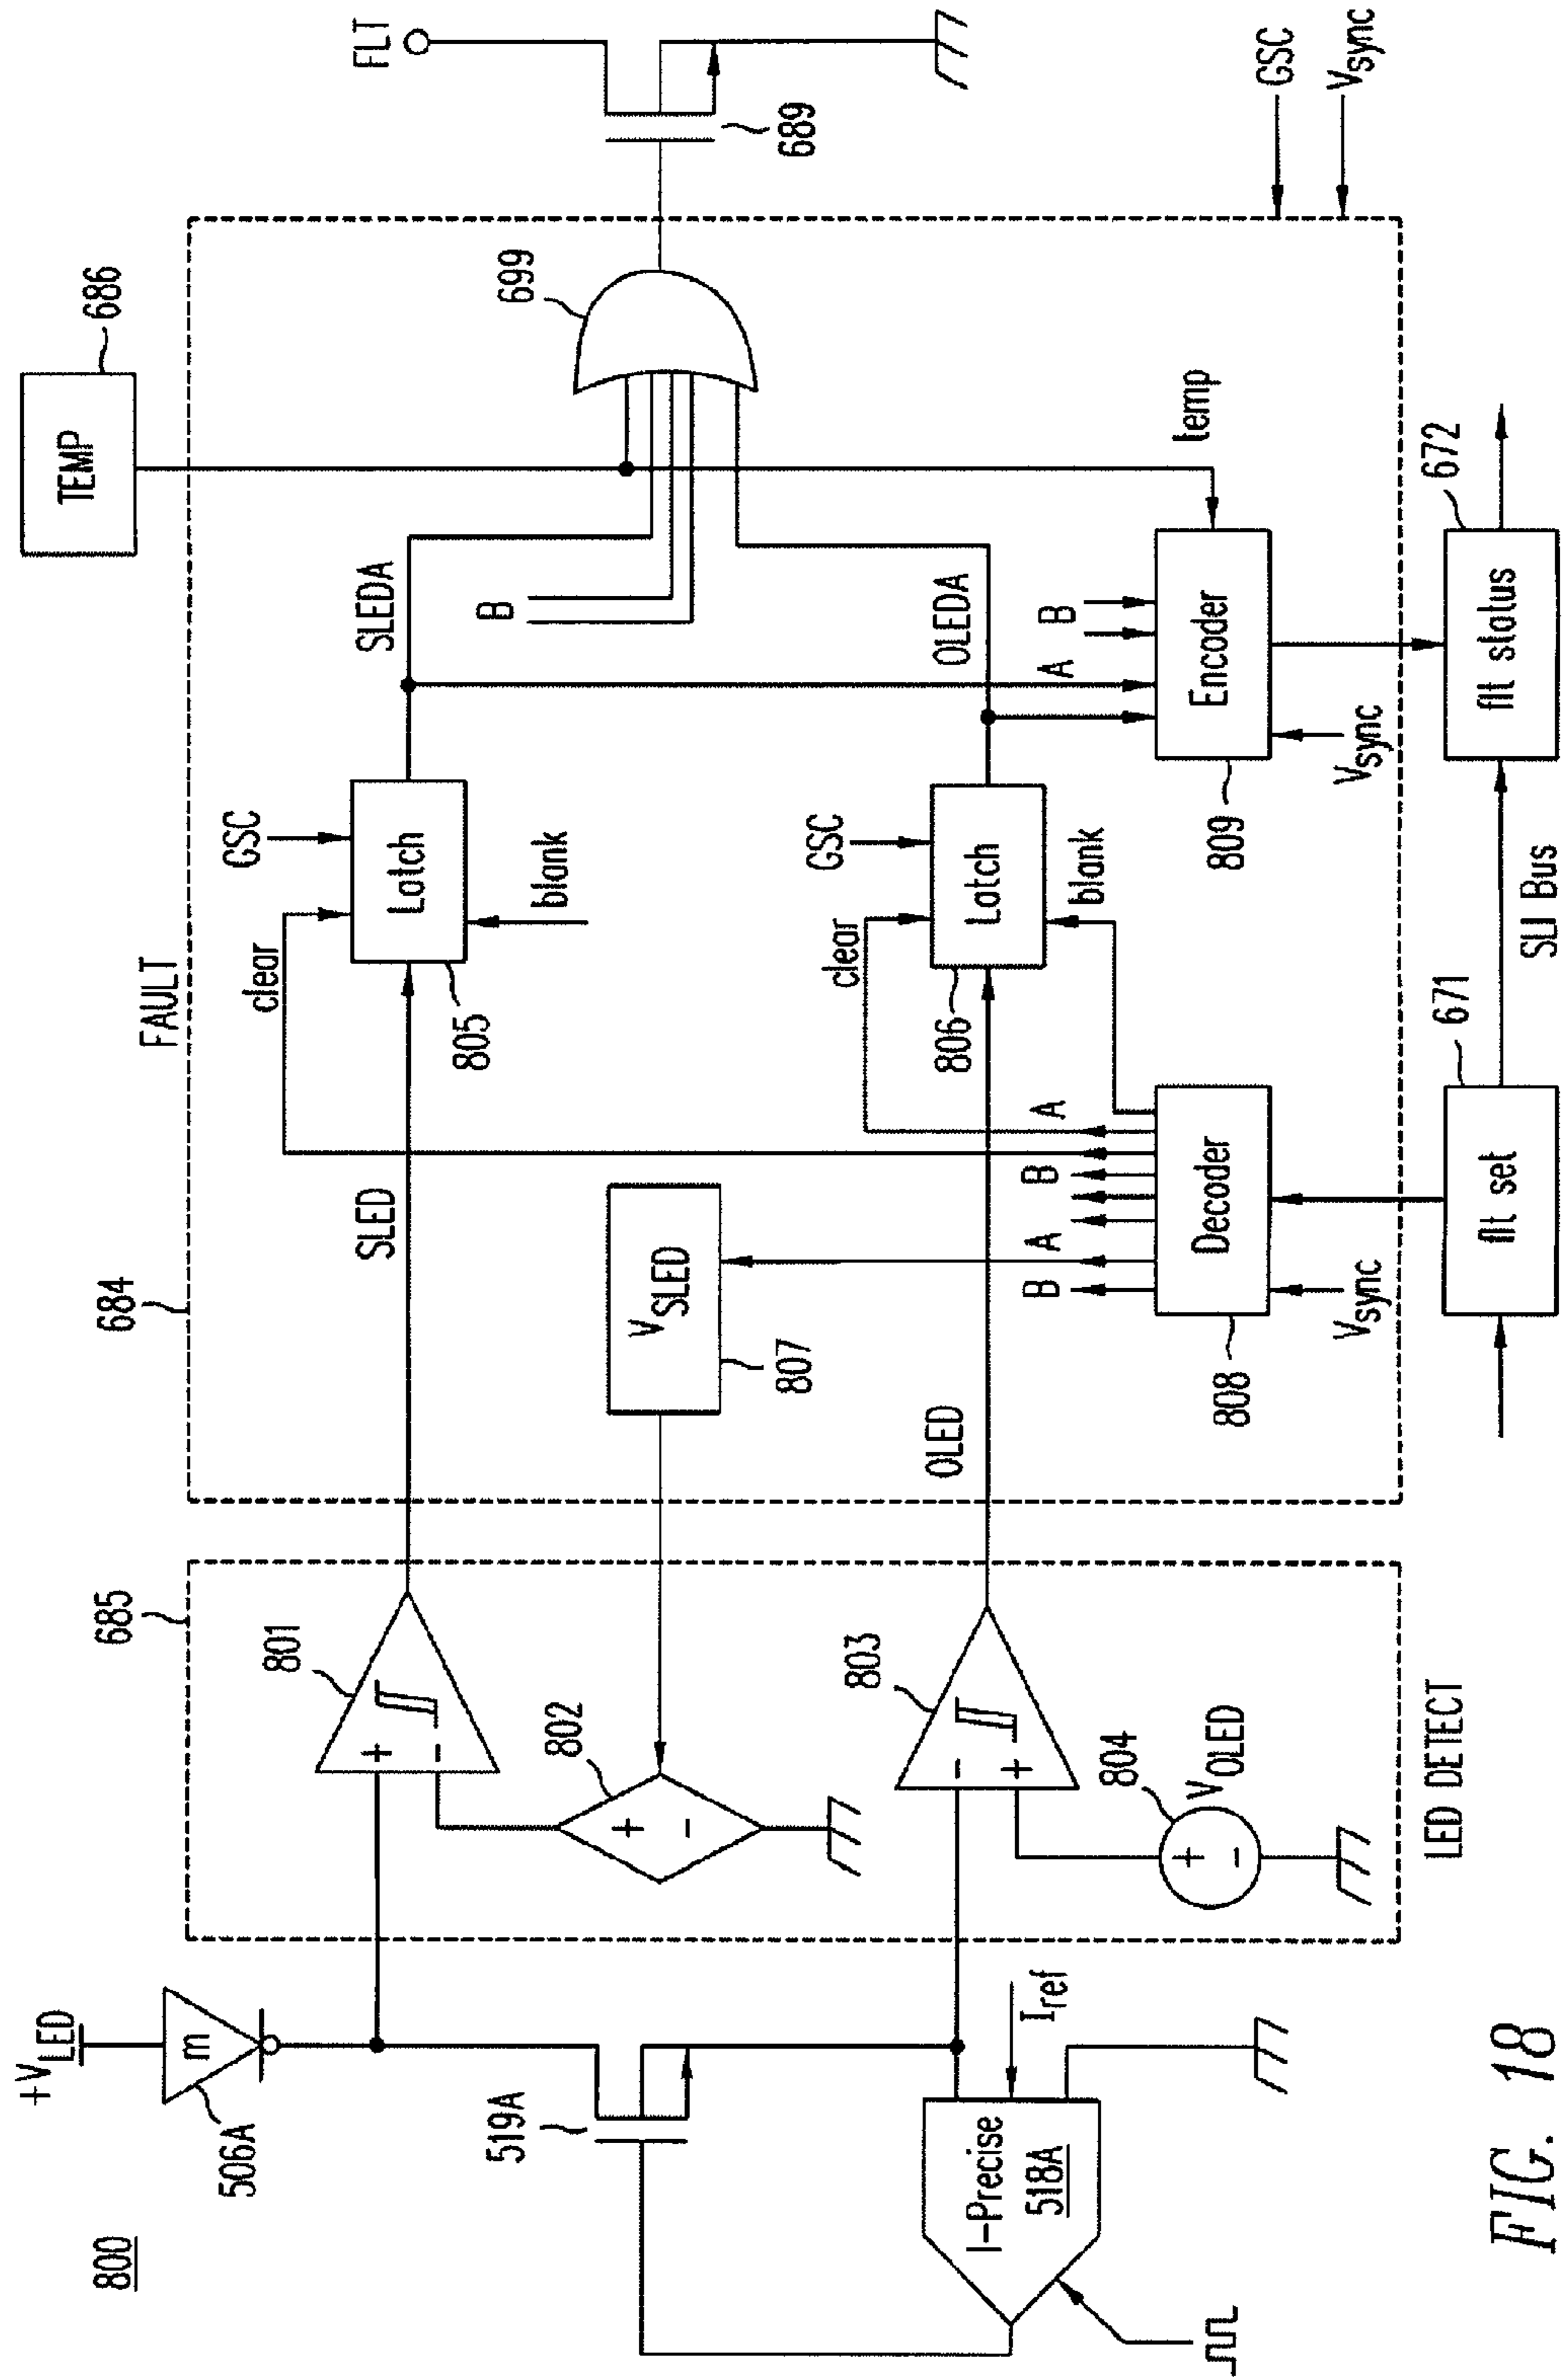 800
+VLED
m
506A
519A
I-Precise
518A
Iref
685
801
+
-
802
+
-
803
-
+
804
VOLED
+
-
LED DETECT
684
FAULT
SLED
VSLED
807
OLED
clear
805
Latch
GSC
blank
clear
806
Latch
GSC
blank
B
A
B
A
Decoder
808
Vsync
SLEDA
B
OLEDA
A
B
Encoder
809
Vsync
temp
TEMP
686
699
689
FLT
GSC
Vsync
flt set
671
SLI Bus
flt status
672
FIG. 18